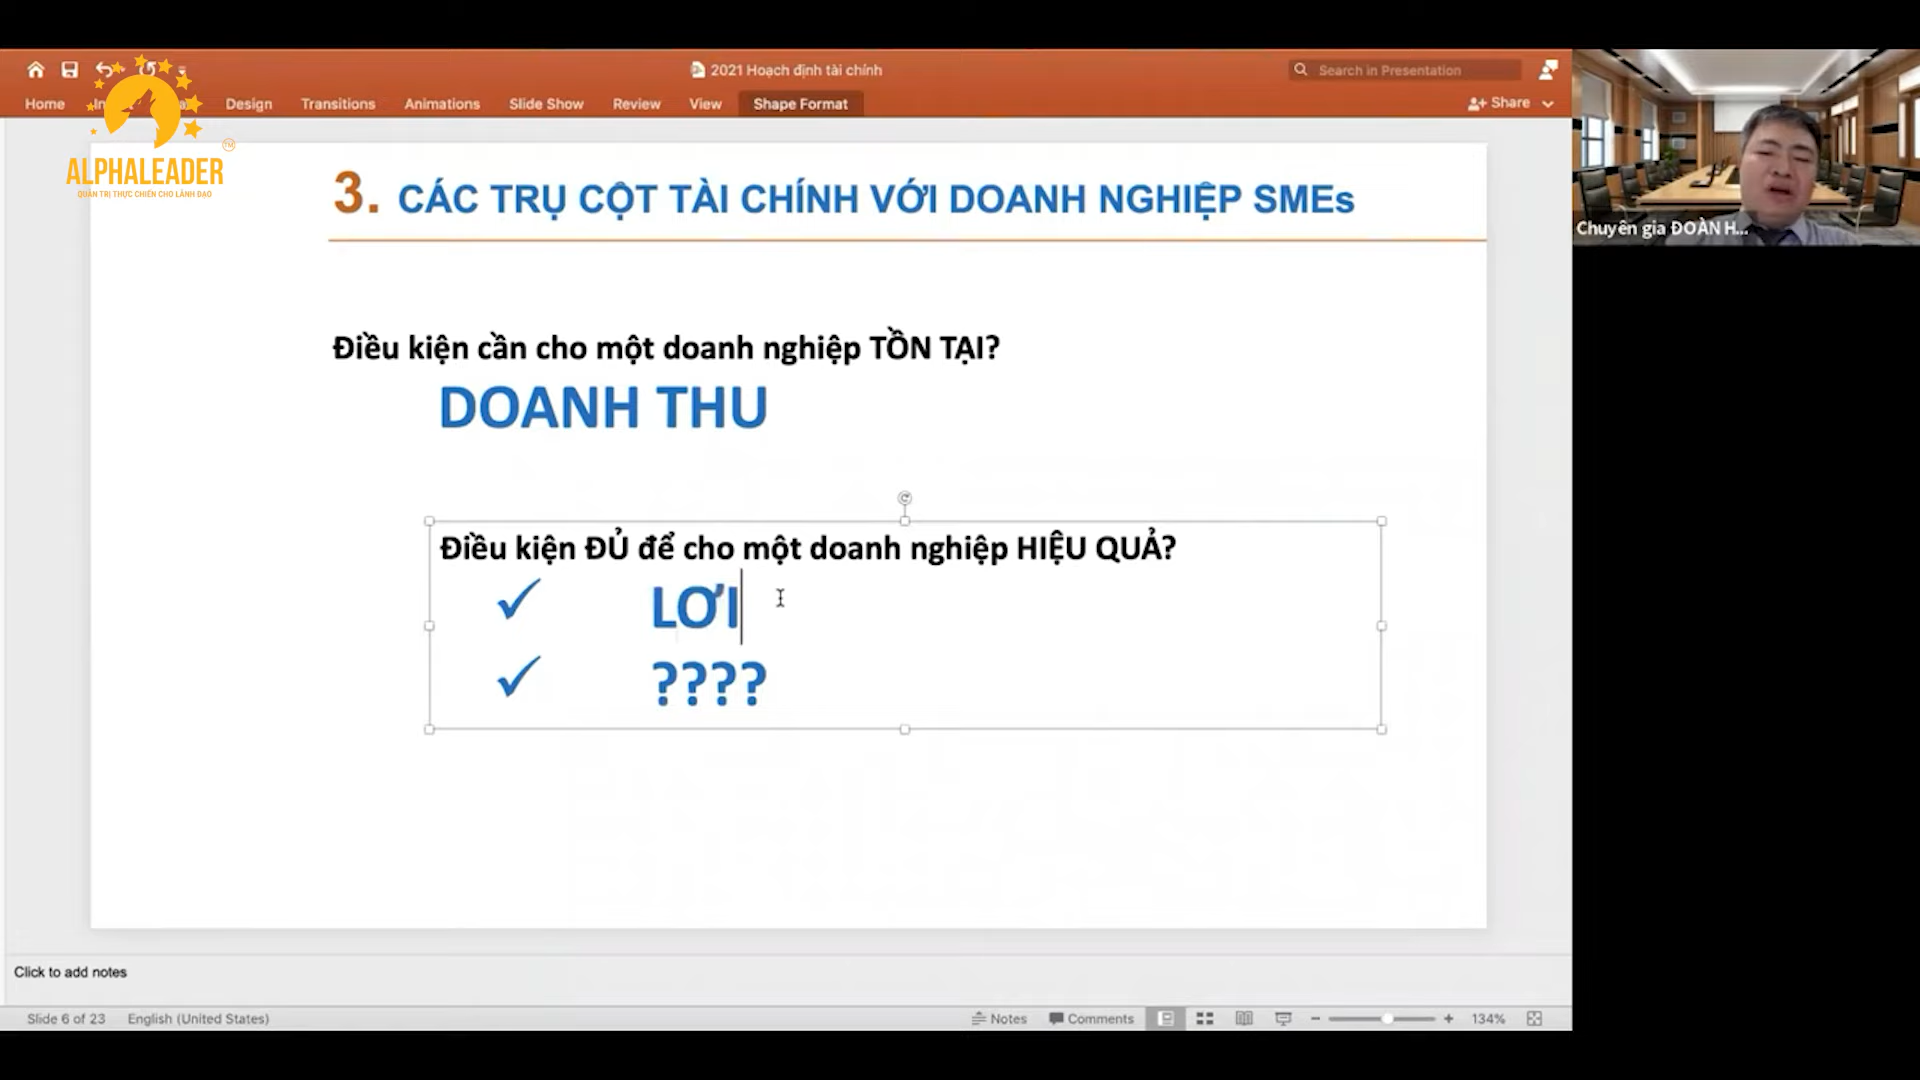 2021 Hoạch định tài chính
Search in Presentation
Home
Design
Transitions
Animations
Slide Show
Review
View
Shape Format
Share
ALPHALEADER
TM
QUẢN TRỊ THỰC CHIẾN CHO LÃNH ĐẠO
3. CÁC TRỤ CỘT TÀI CHÍNH VỚI DOANH NGHIỆP SMEs
Chuyên gia ĐOÀN H...
Điều kiện cần cho một doanh nghiệp TỒN TẠI?
DOANH THU
Điều kiện ĐỦ để cho một doanh nghiệp HIỆU QUẢ?
✓ LƠI
✓ ????
Click to add notes
Slide 6 of 23
English (United States)
Notes
Comments
134%